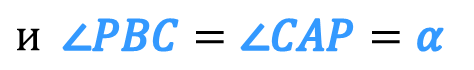 и ∠PBC = ∠CAP = α